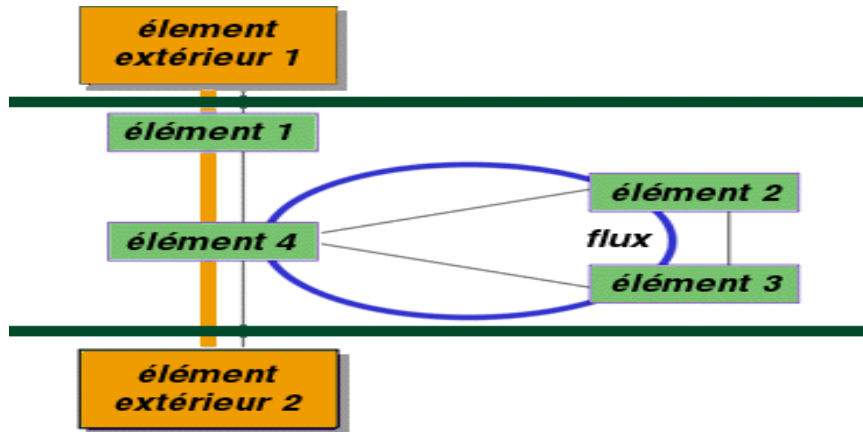 élement
extérieur 1
élément 1
élément 2
élément 4
flux
élément 3
élément
extérieur 2